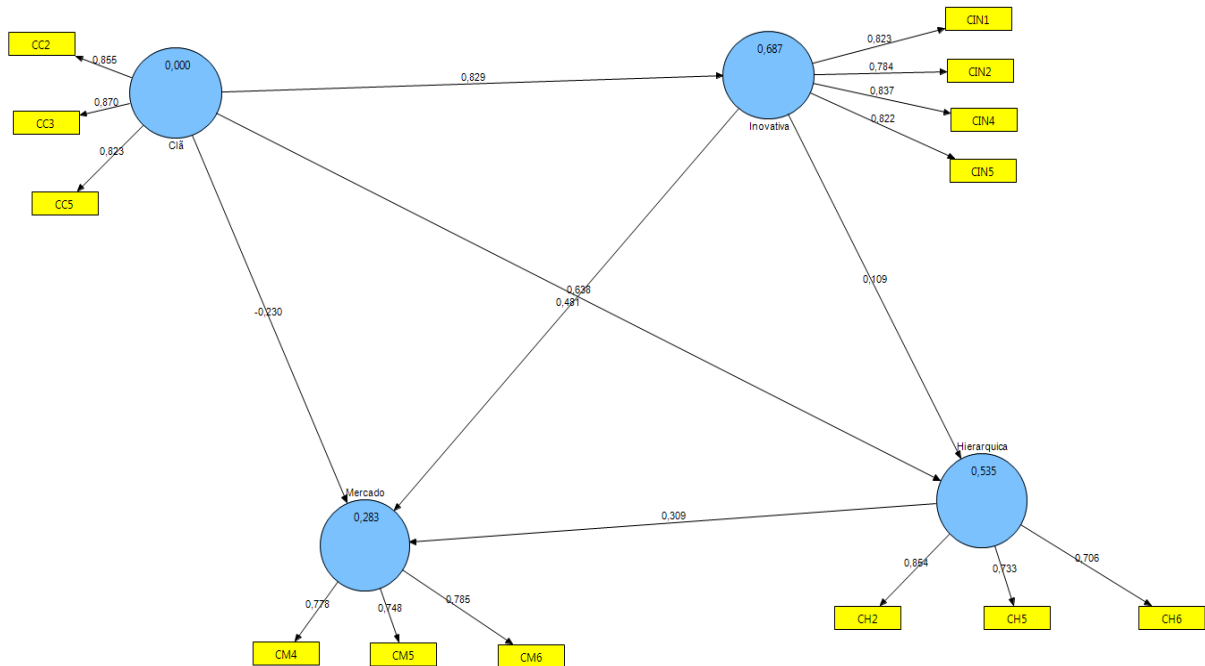 CIN1
CC2
0,000
0,687
0,823
0,855
0,829
0,784
CIN2
0,870
0,837
CC3
CIN4
Inovativa
0,822
Clã
0,823
CIN5
CC5
0,109
0,638
0,481
-0,230
Hierarquica
0,535
Mercado
0,283
0,309
0,854
0,733
0,706
0,778
0,748
0,785
CH2
CH5
CH6
CM4
CM5
CM6